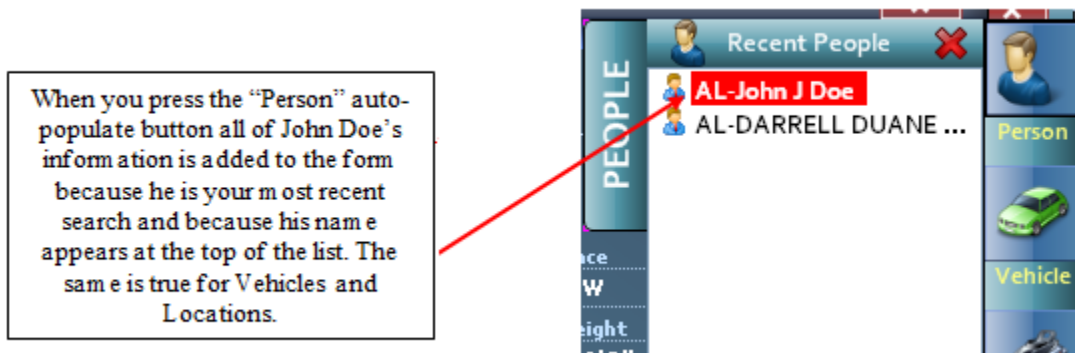 When you press the “Person” auto-
populate button all of John Doe’s
information is added to the form
because he is your most recent
search and because his name
appears at the top of the list. The
same is true for Vehicles and
Locations.
PEOPLE
Recent People
AL-John J Doe
AL-DARRELL DUANE ...
Person
Vehicle
W